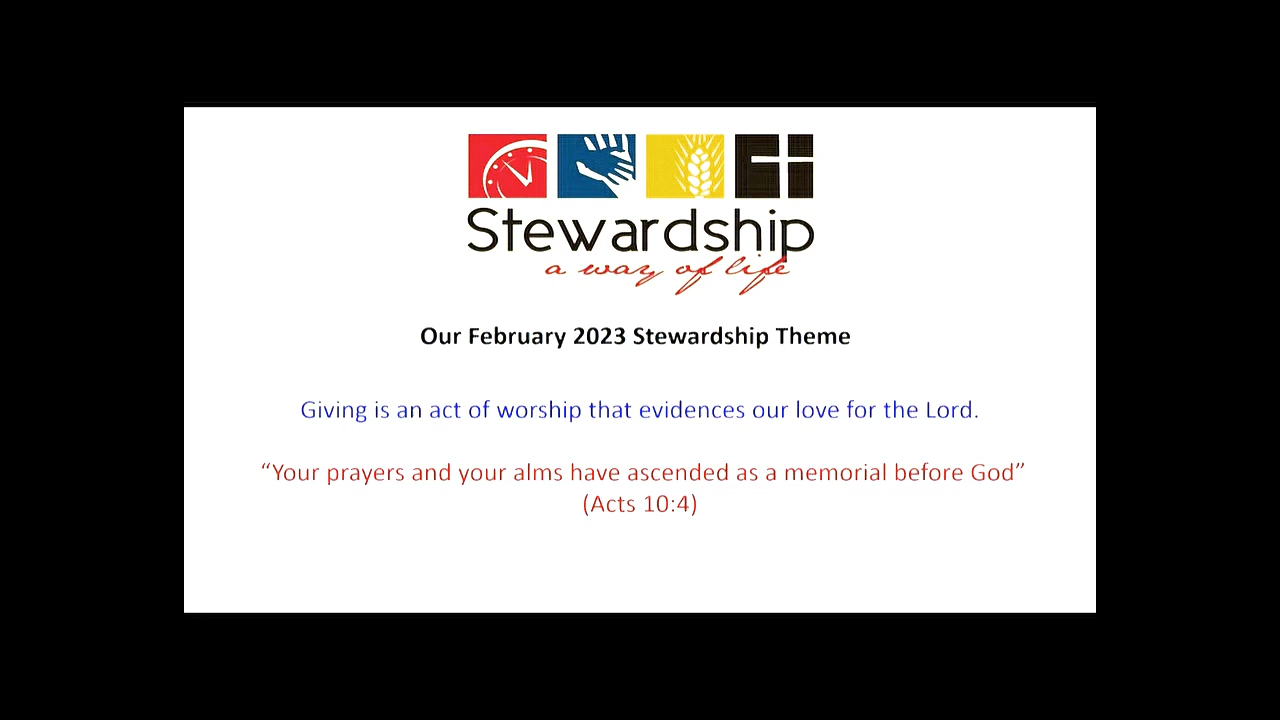 Stewardship
a way of life
Our February 2023 Stewardship Theme
Giving is an act of worship that evidences our love for the Lord.
“Your prayers and your alms have ascended as a memorial before God”
(Acts 10:4)